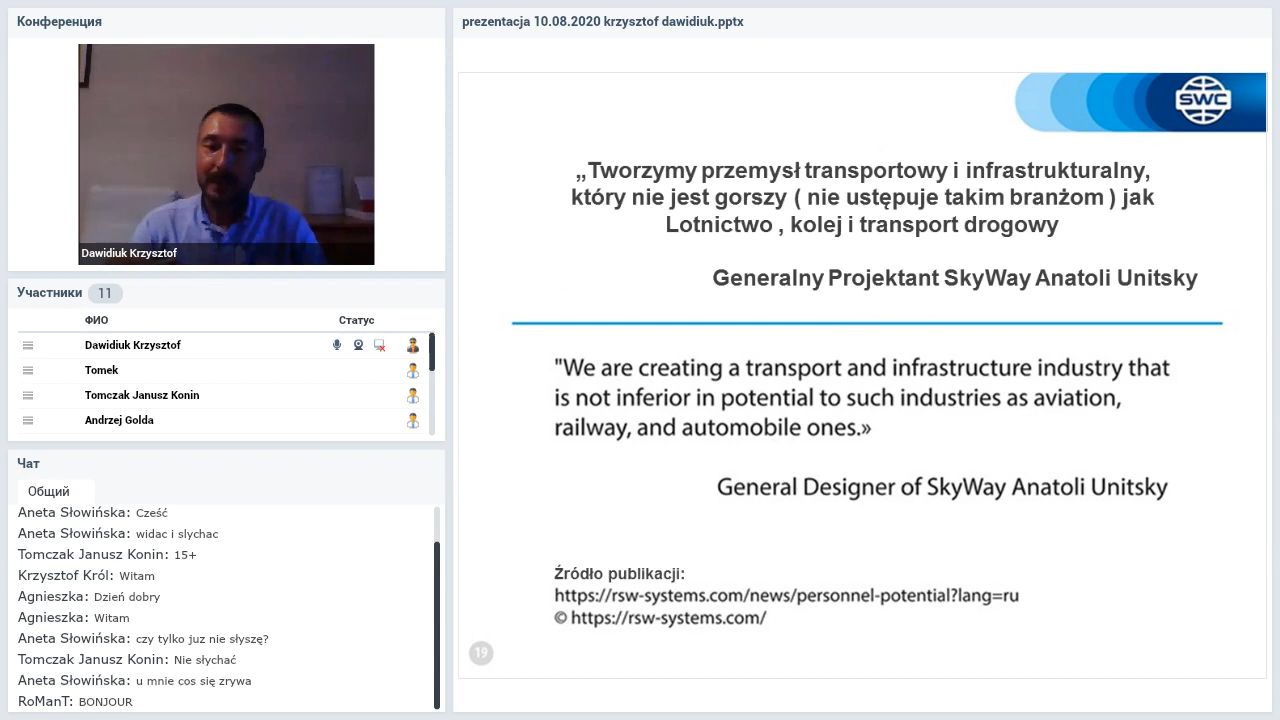 Конференция
Dawidiuk Krzysztof
Участники 11
ФИО Статус
Dawidiuk Krzysztof
Tomek
Tomczak Janusz Konin
Andrzej Golda
Чат
Общий
Aneta Słowińska: Cześć
Aneta Słowińska: widac i slychac
Tomczak Janusz Konin: 15+
Krzysztof Król: Witam
Agnieszka: Dzień dobry
Agnieszka: Witam
Aneta Słowińska: czy tylko juz nie słyszę?
Tomczak Janusz Konin: Nie słychać
Aneta Słowińska: u mnie cos się zrywa
RoManT: BONJOUR
prezentacja 10.08.2020 krzysztof dawidiuk.pptx
SWC
„Tworzymy przemysł transportowy i infrastrukturalny,
który nie jest gorszy ( nie ustępuje takim branżom ) jak
Lotnictwo , kolej i transport drogowy
Generalny Projektant SkyWay Anatoli Unitsky
"We are creating a transport and infrastructure industry that
is not inferior in potential to such industries as aviation,
railway, and automobile ones.»
General Designer of SkyWay Anatoli Unitsky
Źródło publikacji:
https://rsw-systems.com/news/personnel-potential?lang=ru
© https://rsw-systems.com/
19